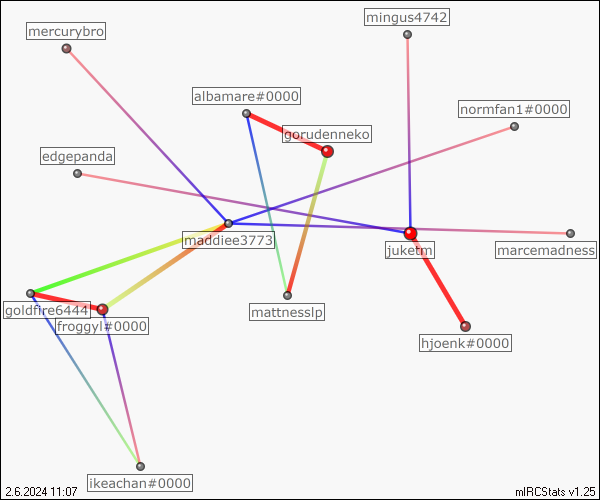 mingus4742
mercurybro
albamare#0000
normfan1#0000
gorudenneko
edgepanda
maddiee3773
juketm
marcemadness
goldfire6444
mattnesslp
froggyl#0000
hjoenk#0000
ikeachan#0000
2.6.2024 11:07
mIRCStats v1.25